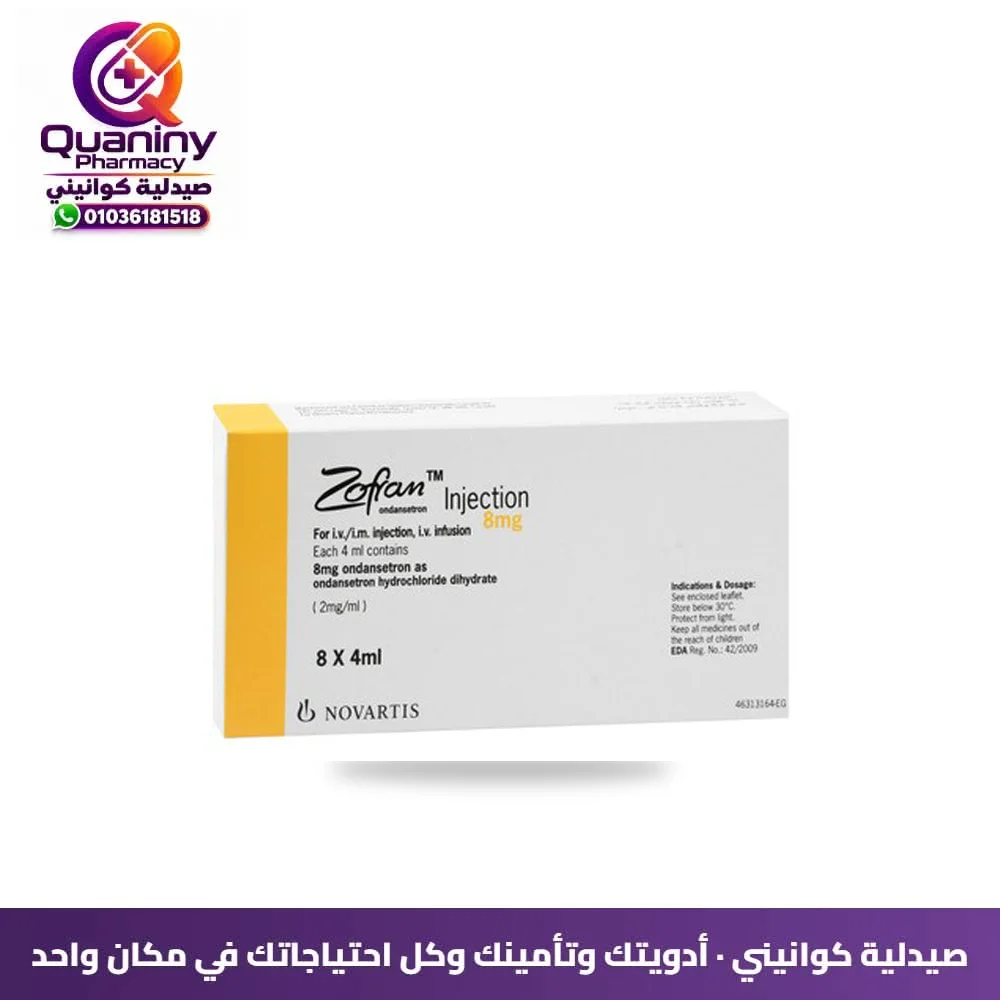 Quaniny
Pharmacy
صيدلية كوانيني
01036181518
Zofran™ Injection
ondansetron
8mg
For i.v./i.m. injection, i.v. infusion
Each 4 ml contains
8mg ondansetron as
ondansetron hydrochloride dihydrate
( 2mg/ml )
8 X 4ml
NOVARTIS
Indications & Dosage:
See enclosed leaflet.
Store below 30°C.
Protect from light.
Keep all medicines out of
the reach of children
EDA Reg. No.: 42/2009
46313164-EG
صيدلية كوانيني · أدويتك وتأمينك وكل احتياجاتك في مكان واحد